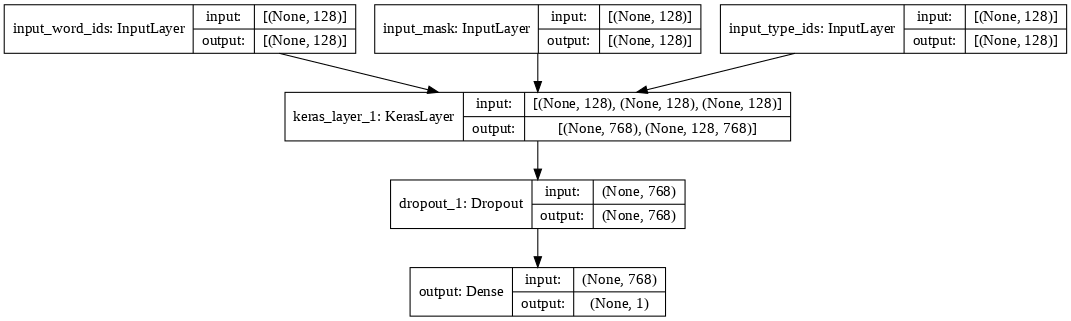 input_word_ids: InputLayer input: [(None, 128)]
output: [(None, 128)]
input_mask: InputLayer input: [(None, 128)]
output: [(None, 128)]
input_type_ids: InputLayer input: [(None, 128)]
output: [(None, 128)]
keras_layer_1: KerasLayer input: [(None, 128), (None, 128), (None, 128)]
output: [(None, 768), (None, 128, 768)]
dropout_1: Dropout input: (None, 768)
output: (None, 768)
output: Dense input: (None, 768)
output: (None, 1)